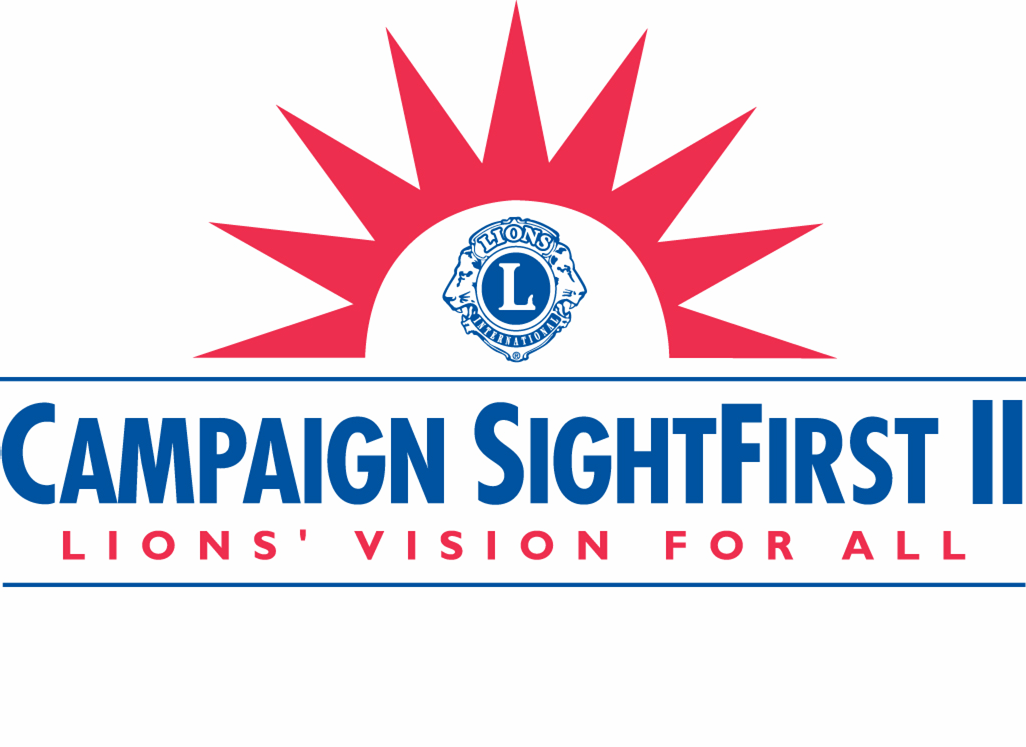 LIONS
L
INTERNATIONAL
®
CAMPAIGN SIGHTFIRST II
LIONS' VISION FOR ALL